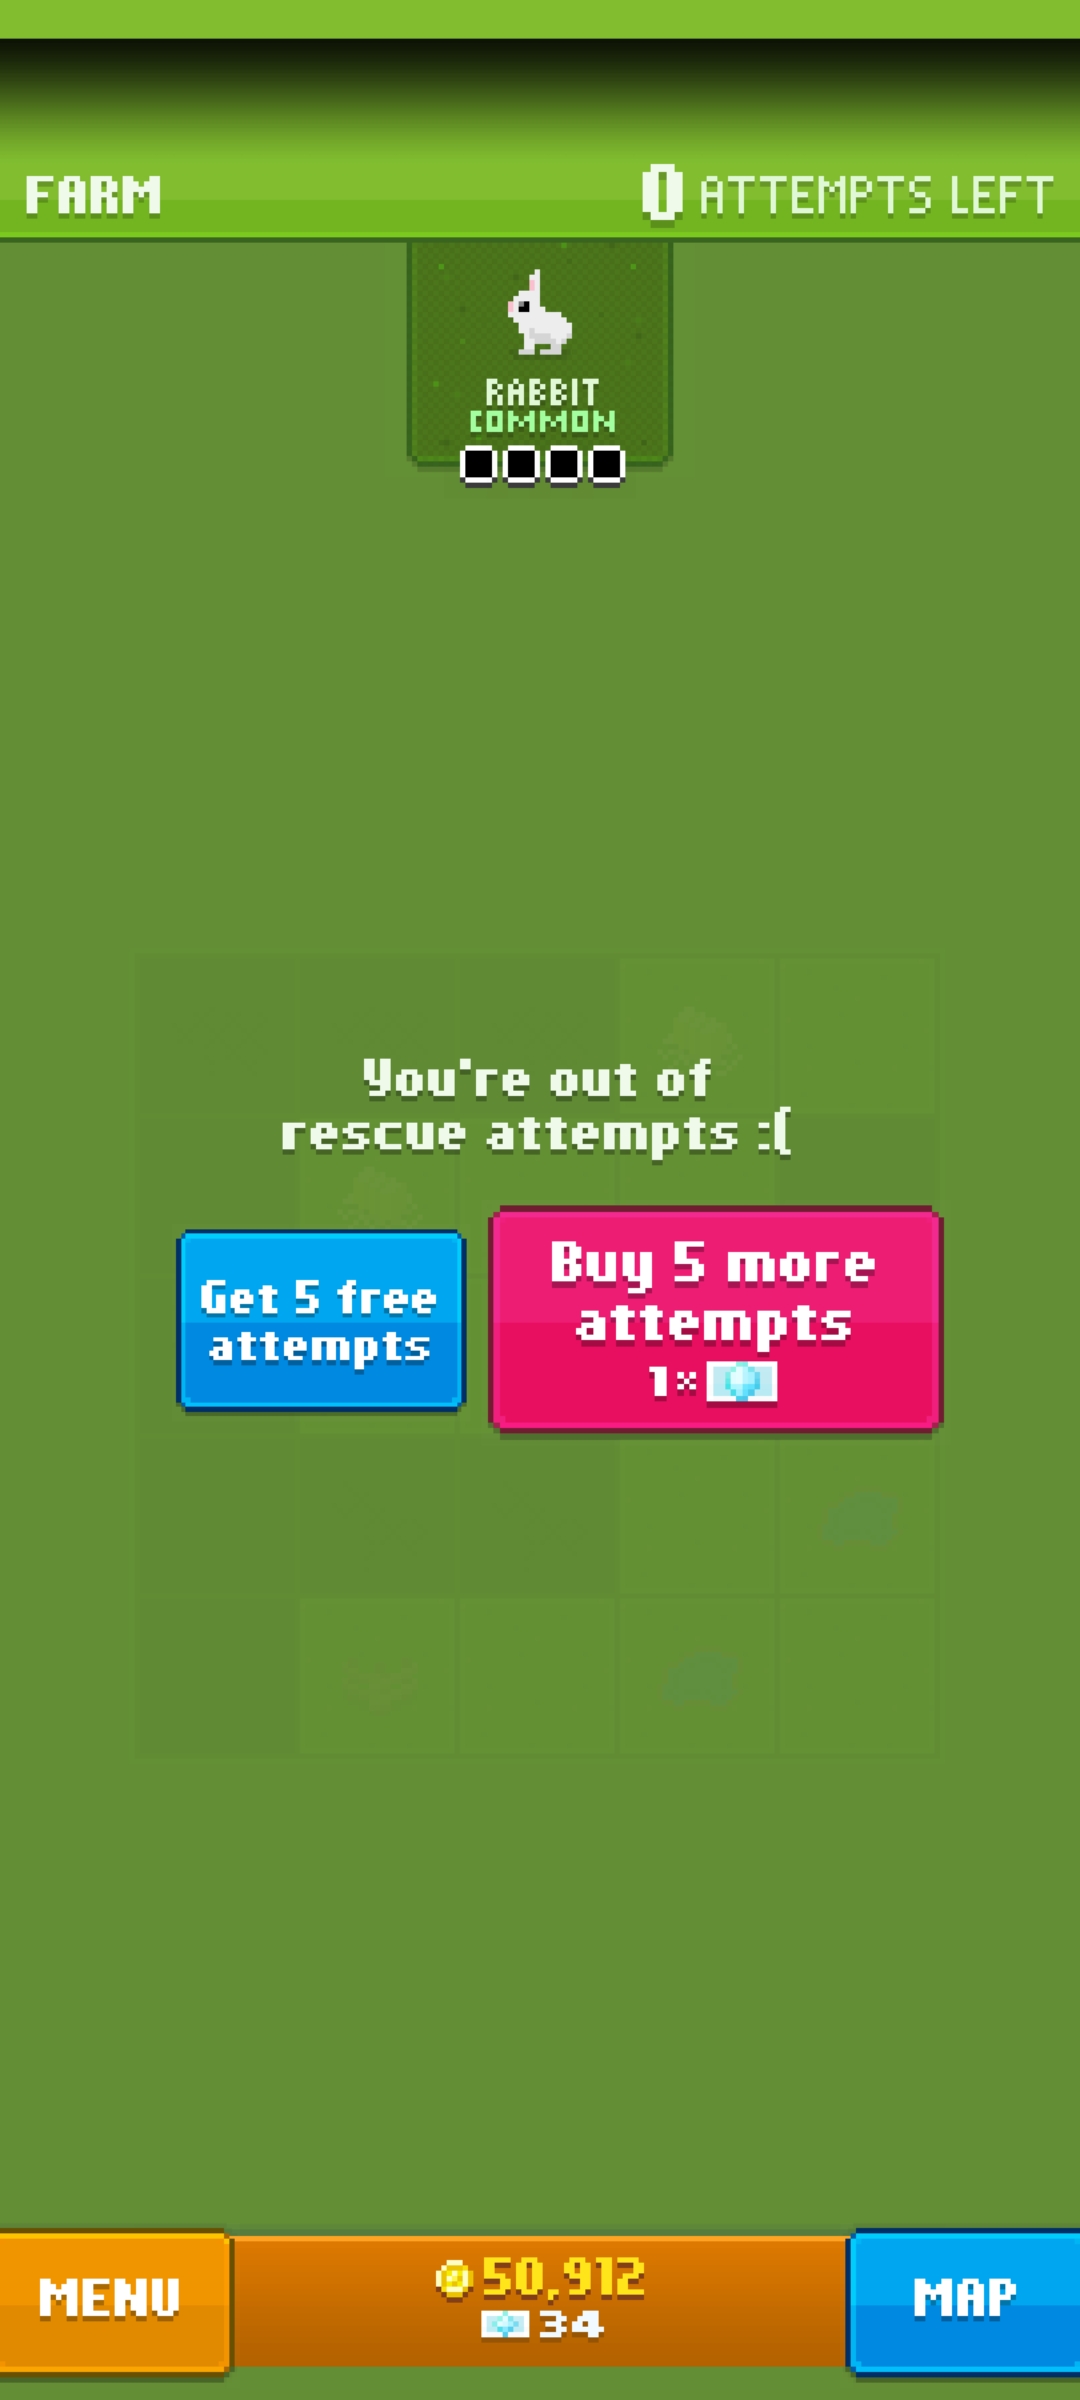 FARM
0 ATTEMPTS LEFT
RABBIT
COMMON
You're out of
rescue attempts :(
Get 5 free
attempts
Buy 5 more
attempts
1×
MENU
50,912
34
MAP